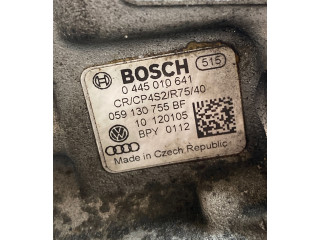 BOSCH 515
0 445 010 641
CR/CP4S2/R75/40
059 130 755 BF
10 120105
BPY 0112
Made in Czech Republic